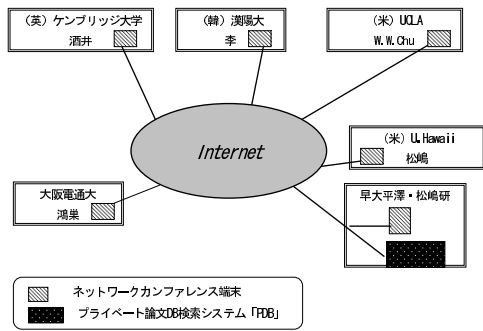 （英）ケンブリッジ大学
酒井
（韓）漢陽大
李
（米）UCLA
W.W.Chu
Internet
（米）U.Hawaii
松嶋
大阪電通大
鴻巣
早大平澤・松嶋研
ネットワークカンファレンス端末
プライベート論文DB検索システム「PDB」